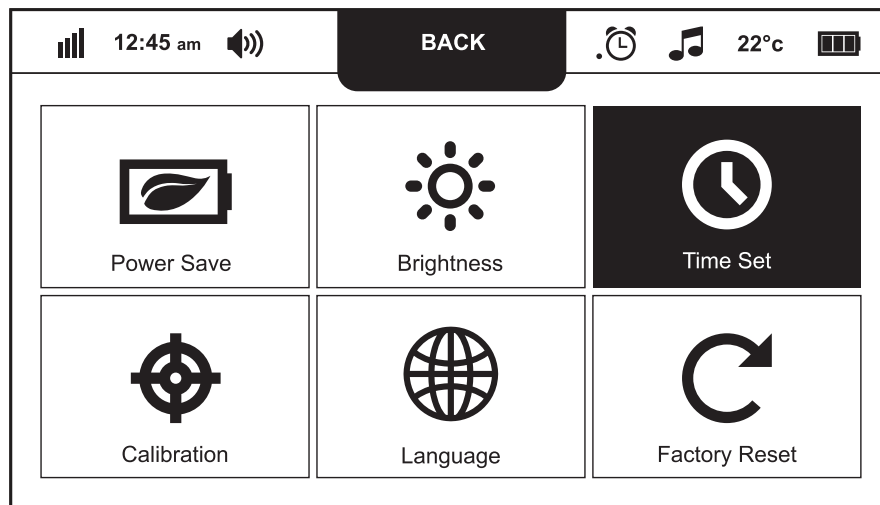 12:45 am BACK 22°c
Power Save Brightness Time Set
Calibration Language Factory Reset